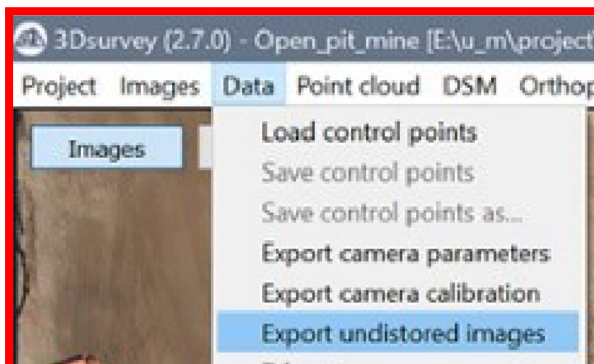 3Dsurvey (2.7.0) - Open_pit_mine [E:\u_m\project
Project Images Data Point cloud DSM Orthop
Images
Load control points
Save control points
Save control points as...
Export camera parameters
Export camera calibration
Export undistored images